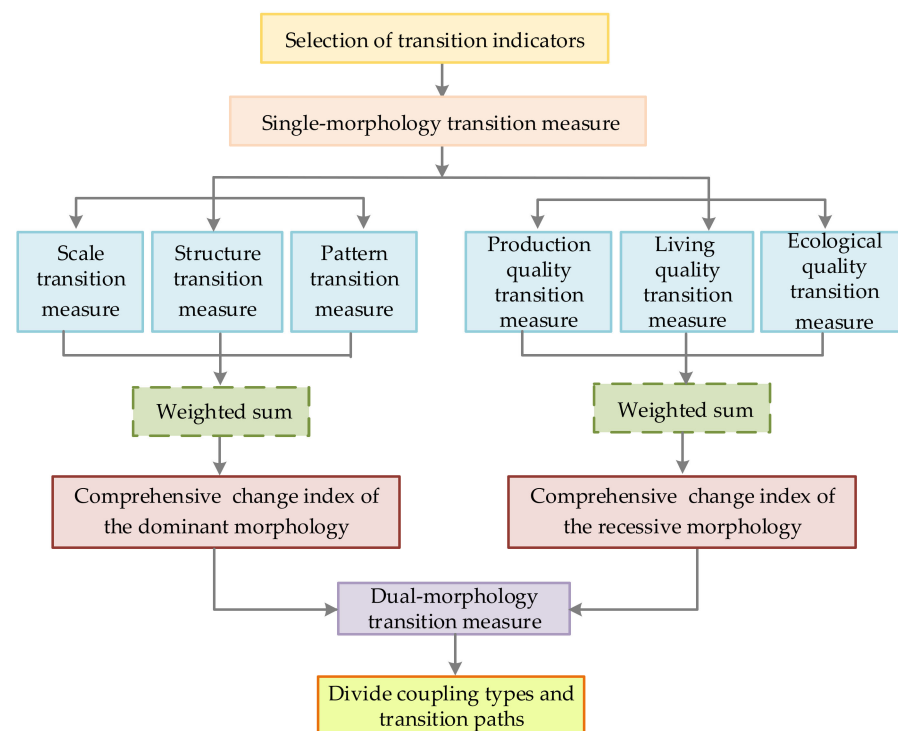 Selection of transition indicators
Single-morphology transition measure
Scale
transition
measure
Structure
transition
measure
Pattern
transition
measure
Production
quality
transition
measure
Living
quality
transition
measure
Ecological
quality
transition
measure
Weighted sum
Weighted sum
Comprehensive change index of
the dominant morphology
Comprehensive change index of
the recessive morphology
Dual-morphology
transition measure
Divide coupling types and
transition paths